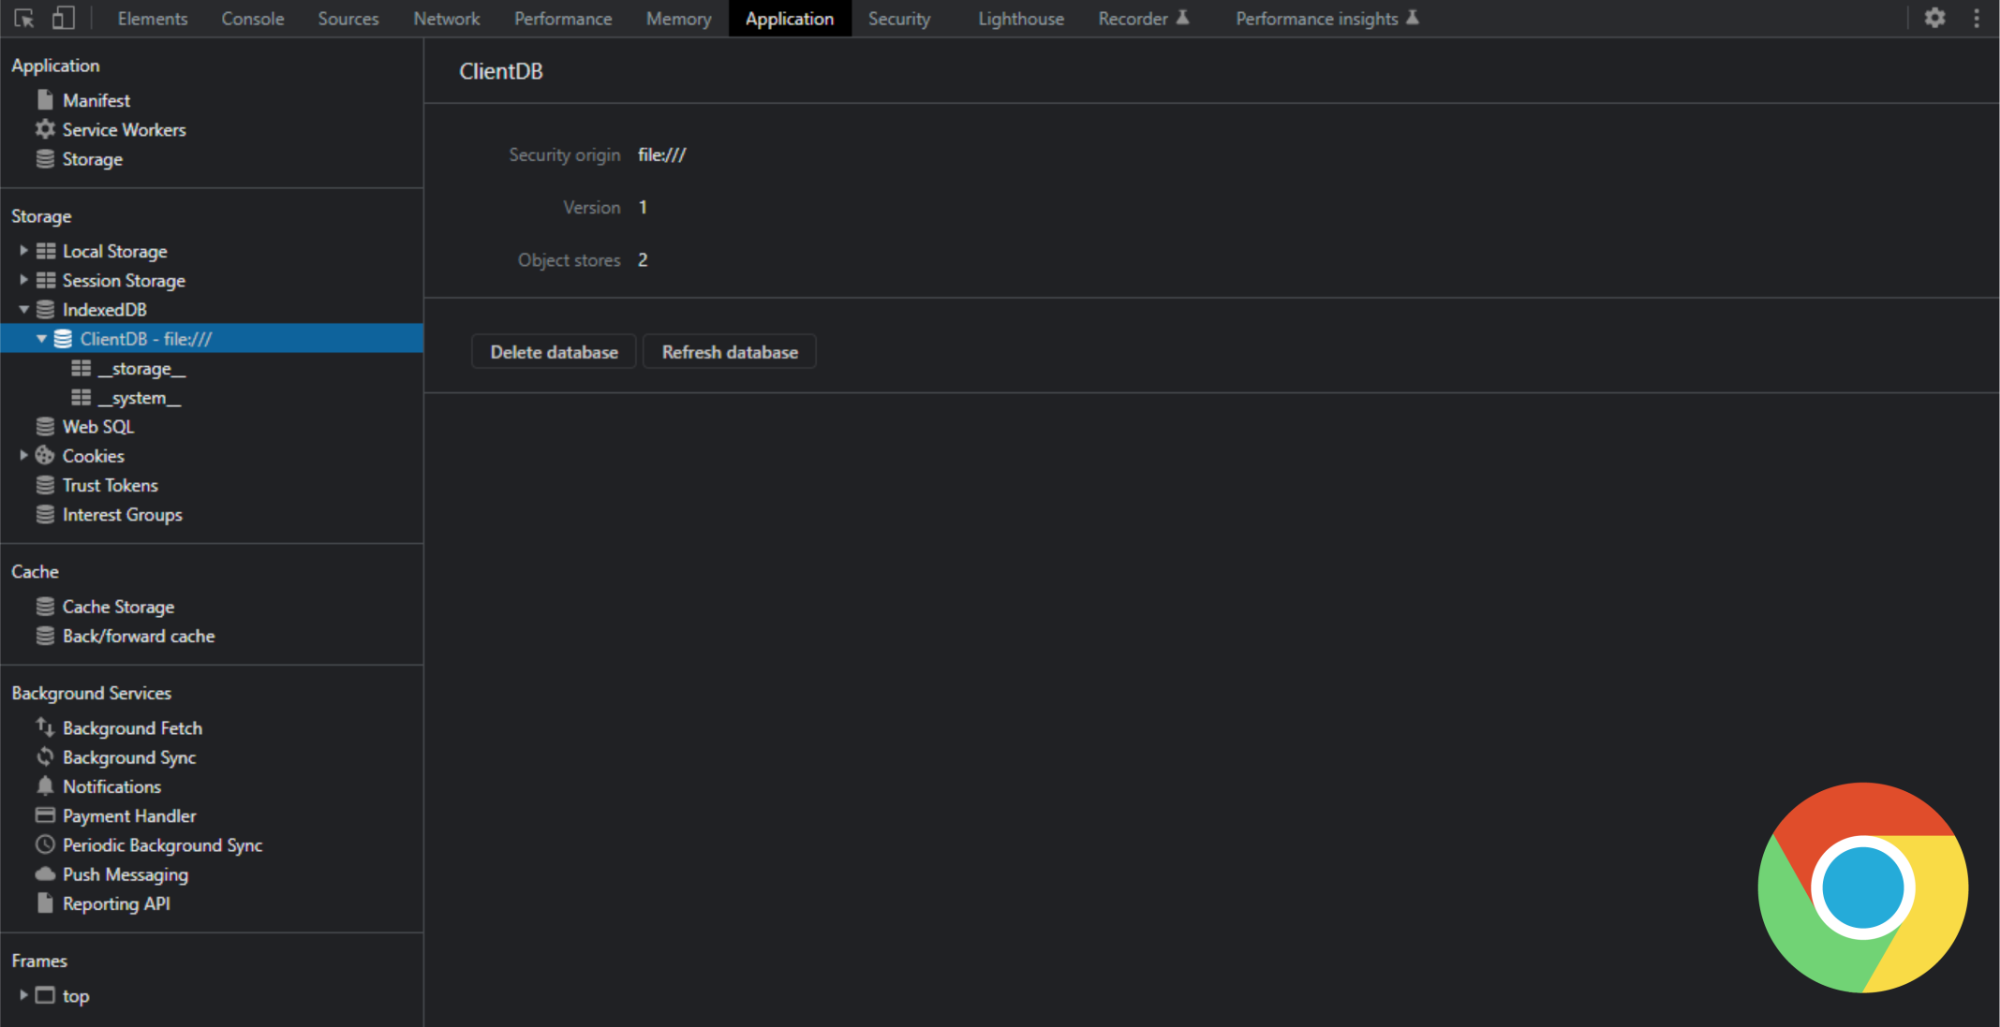 Elements Console Sources Network Performance Memory Application Security Lighthouse Recorder Performance insights
Application
Manifest
Service Workers
Storage
Storage
Local Storage
Session Storage
IndexedDB
ClientDB - file:///
__storage__
__system__
Web SQL
Cookies
Trust Tokens
Interest Groups
Cache
Cache Storage
Back/forward cache
Background Services
Background Fetch
Background Sync
Notifications
Payment Handler
Periodic Background Sync
Push Messaging
Reporting API
Frames
top
ClientDB
Security origin file:///
Version 1
Object stores 2
Delete database Refresh database